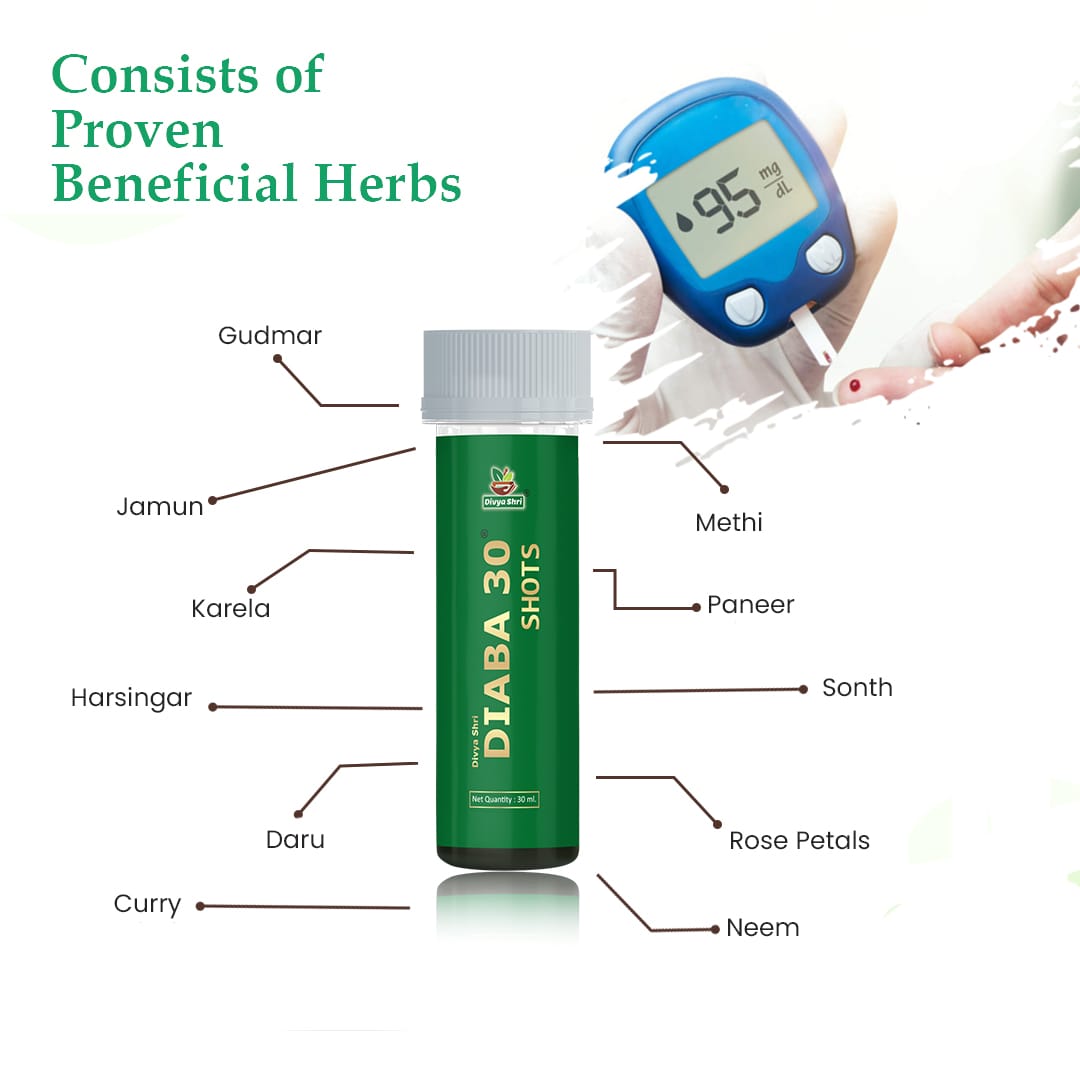 Consists of
Proven
Beneficial Herbs
95 mg/dL
Gudmar
Jamun
Karela
Harsingar
Daru
Curry
Divya Shri
Divya Shri
DIABA 30®
SHOTS
Net Quantity : 30 ml.
Methi
Paneer
Sonth
Rose Petals
Neem